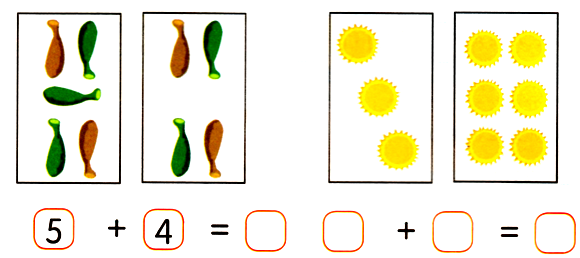 5 + 4 = □ □ + □ = □